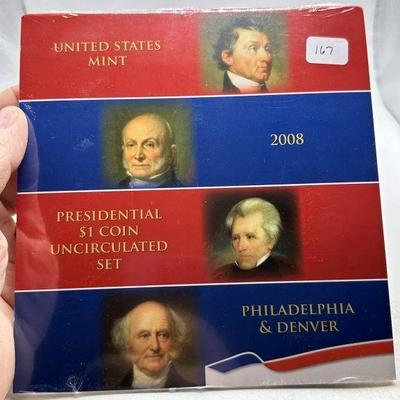 UNITED STATES
MINT
167
2008
PRESIDENTIAL
$1 COIN
UNCIRCULATED
SET
PHILADELPHIA
& DENVER